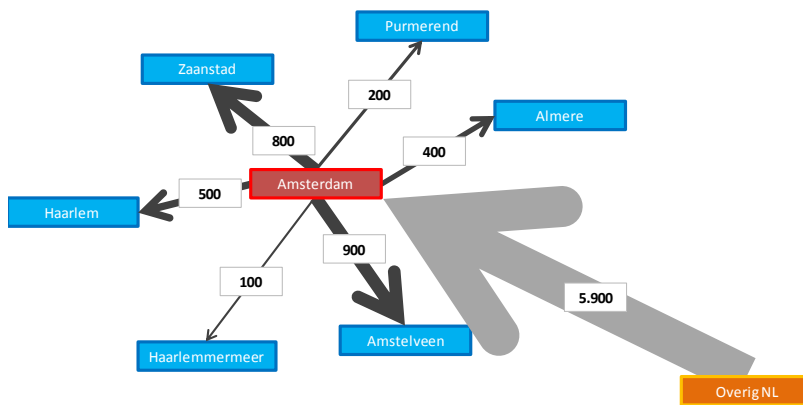 Purmerend
Zaanstad
200
Almere
800
400
Amsterdam
500
Haarlem
900
100
5.900
Amstelveen
Haarlemmermeer
Overig NL